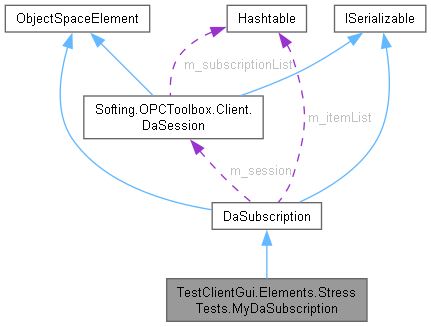 ObjectSpaceElement
Hashtable
ISerializable
m_subscriptionList
Softing.OPCToolbox.Client.
DaSession
m_itemList
m_session
DaSubscription
TestClientGui.Elements.Stress
Tests.MyDaSubscription